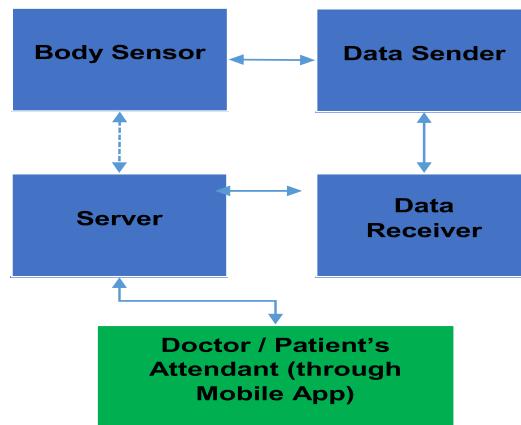 Body Sensor
Data Sender
Server
Data
Receiver
Doctor / Patient's
Attendant (through
Mobile App)